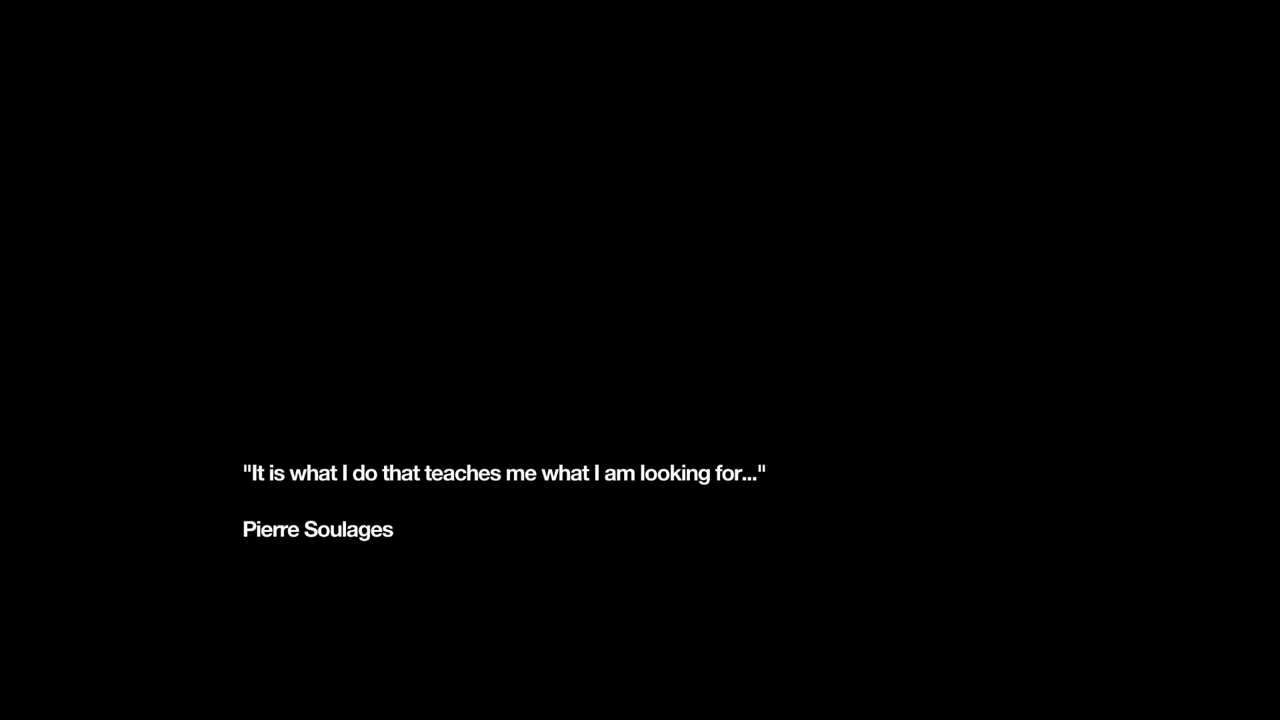 "It is what I do that teaches me what I am looking for..."
Pierre Soulages